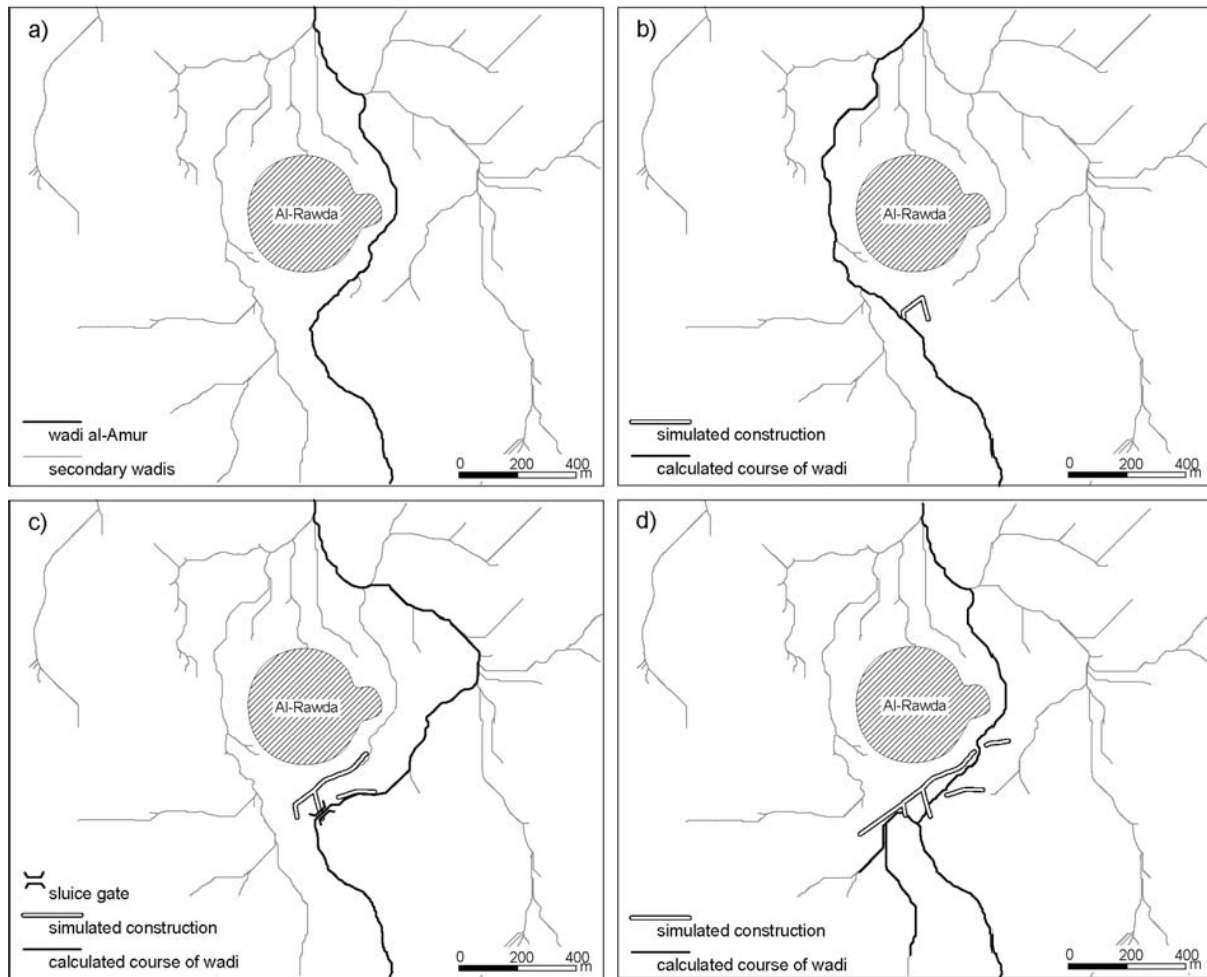 a)
Al-Rawda
wadi al-Amur
secondary wadis
0 200 400
m
b)
Al-Rawda
simulated construction
calculated course of wadi
0 200 400
m
c)
Al-Rawda
sluice gate
simulated construction
calculated course of wadi
0 200 400
m
d)
Al-Rawda
simulated construction
calculated course of wadi
0 200 400
m